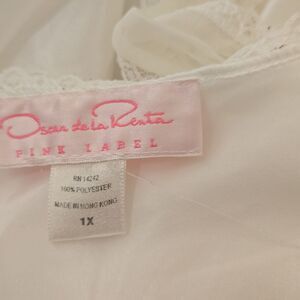 Oscar de la Renta
PINK LABEL
RN 14242
100% POLYESTER
MADE IN HONG KONG
1X